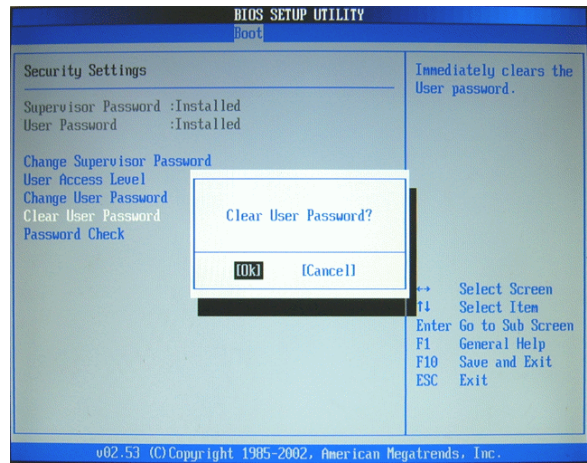 BIOS SETUP UTILITY
Boot
Security Settings
Supervisor Password :Installed
User Password :Installed
Change Supervisor Password
User Access Level
Change User Password
Clear User Password
Password Check
Clear User Password?
[Ok] [Cancel]
Immediately clears the
User password.
↔ Select Screen
↑↓ Select Item
Enter Go to Sub Screen
F1 General Help
F10 Save and Exit
ESC Exit
v02.53 (C)Copyright 1985-2002, American Megatrends, Inc.